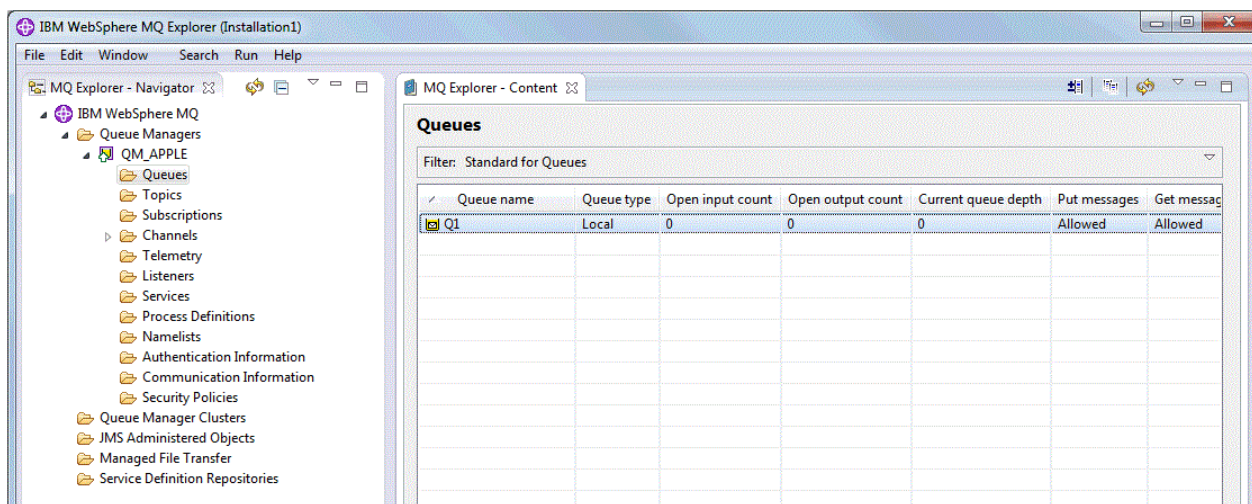 IBM WebSphere MQ Explorer (Installation1)
File Edit Window Search Run Help
MQ Explorer - Navigator
IBM WebSphere MQ
Queue Managers
QM_APPLE
Queues
Topics
Subscriptions
Channels
Telemetry
Listeners
Services
Process Definitions
Namelists
Authentication Information
Communication Information
Security Policies
Queue Manager Clusters
JMS Administered Objects
Managed File Transfer
Service Definition Repositories
MQ Explorer - Content
Queues
Filter: Standard for Queues
Queue name Queue type Open input count Open output count Current queue depth Put messages Get messag
Q1 Local 0 0 0 Allowed Allowed